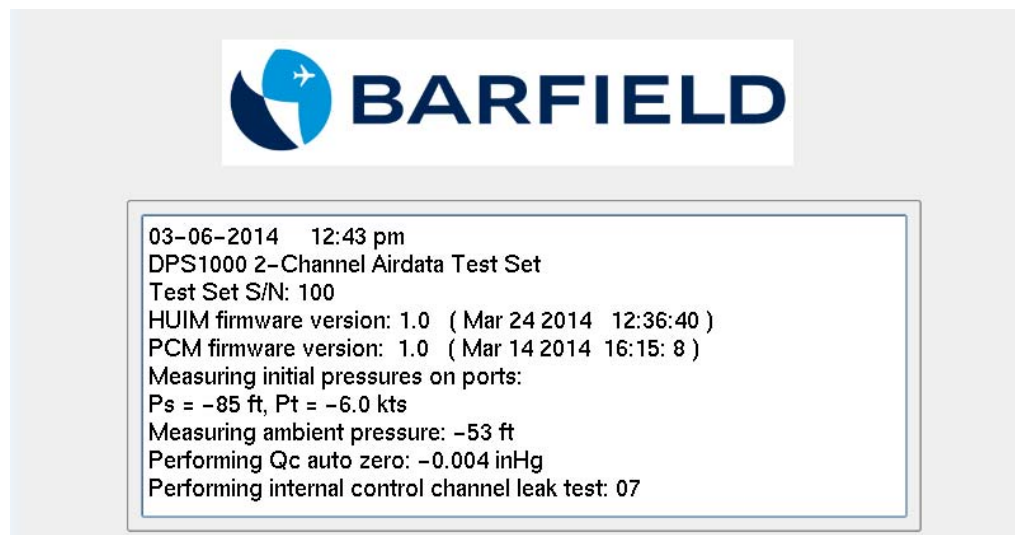 BARFIELD
03-06-2014 12:43 pm
DPS1000 2-Channel Airdata Test Set
Test Set S/N: 100
HUIM firmware version: 1.0 ( Mar 24 2014 12:36:40 )
PCM firmware version: 1.0 ( Mar 14 2014 16:15: 8 )
Measuring initial pressures on ports:
Ps = -85 ft, Pt = -6.0 kts
Measuring ambient pressure: -53 ft
Performing Qc auto zero: -0.004 inHg
Performing internal control channel leak test: 07